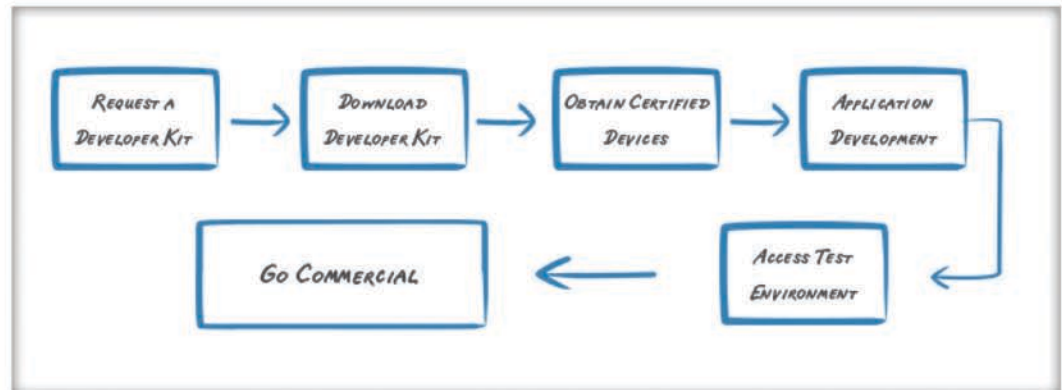 REQUEST A
DEVELOPER KIT
DOWNLOAD
DEVELOPER KIT
OBTAIN CERTIFIED
DEVICES
APPLICATION
DEVELOPMENT
ACCESS TEST
ENVIRONMENT
GO COMMERCIAL